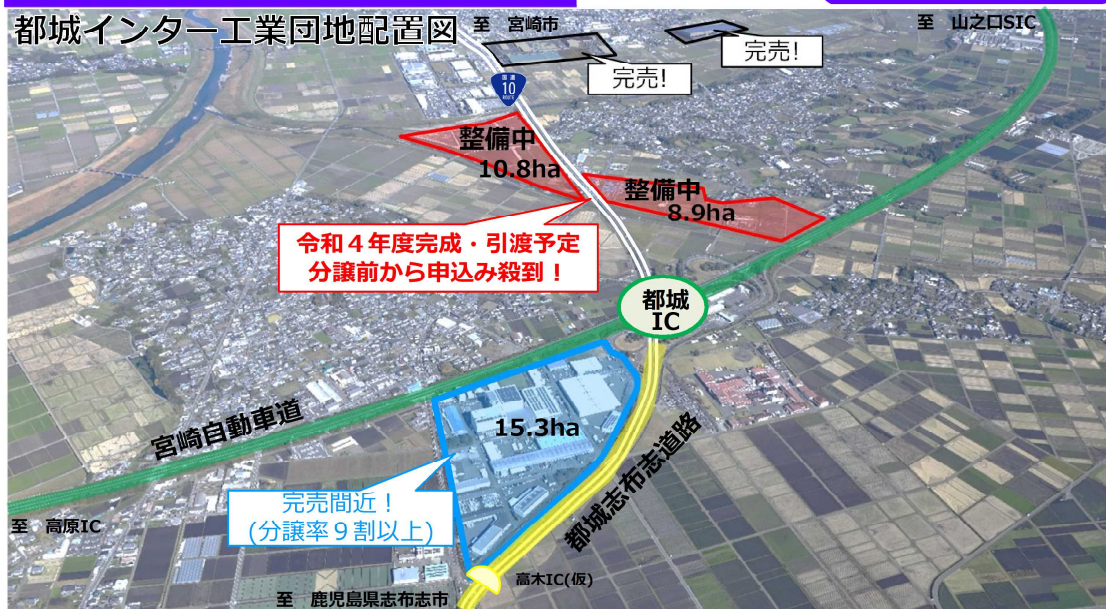 都城インター工業団地配置図
至 宮崎市
至 山之口SIC
完売!
完売!
国道
10
ROUTE
整備中
10.8ha
整備中
8.9ha
令和４年度完成・引渡予定
分譲前から申込み殺到！
都城
IC
宮崎自動車道
15.3ha
都城志布志道路
完売間近！
(分譲率９割以上)
至 高原IC
高木IC(仮)
至 鹿児島県志布志市